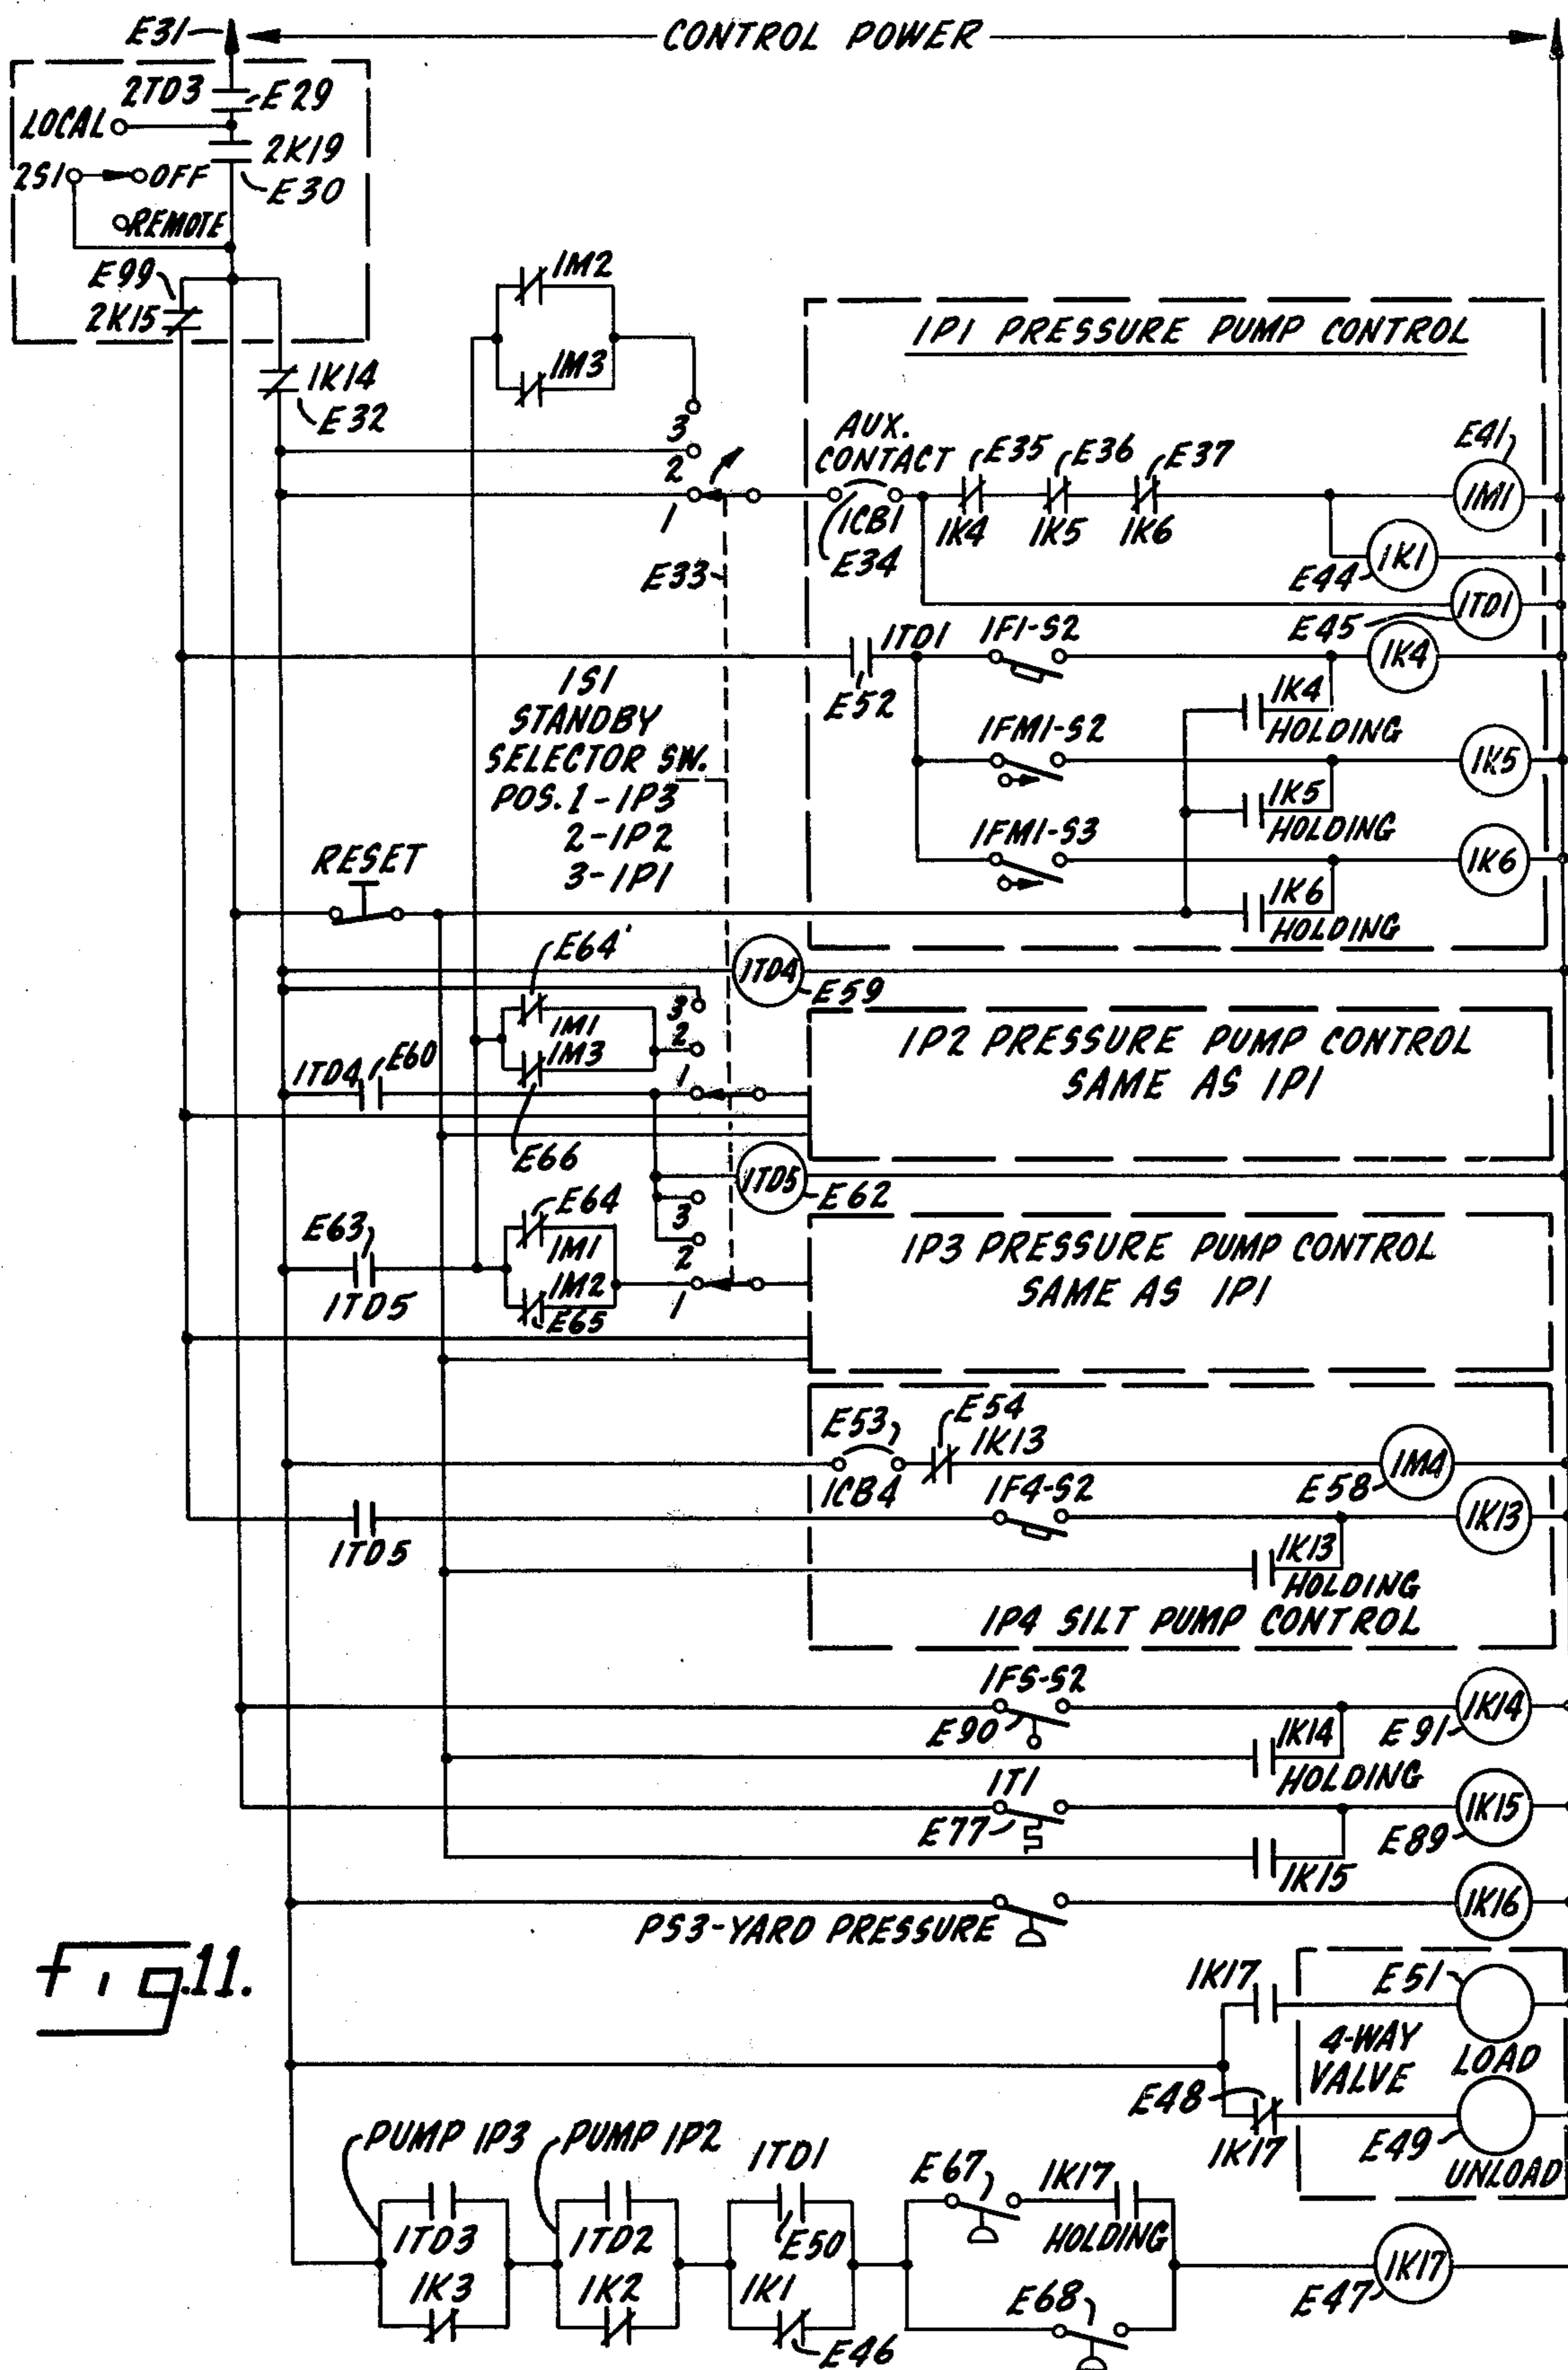 E31
CONTROL POWER
2TD3
E29
LOCAL
2K19
2S1
OFF
E30
REMOTE
E99
2K15
1M2
1M3
1K14
E32
3
2
1
1P1 PRESSURE PUMP CONTROL
AUX.
CONTACT
E35
E36
E37
E41
1CB1
E34
1K4
1K5
1K6
1M1
1K1
E44
1TD1
E45
E33
1TD1
E52
1F1-S2
1K4
1K4
HOLDING
1S1
STANDBY
SELECTOR SW.
POS. 1-1P3
2-1P2
3-1P1
1FM1-S2
1K5
1K5
HOLDING
1FM1-S3
1K6
1K6
HOLDING
RESET
1TD4
E59
E64'
1M1
1M3
E66
3
2
1
1TD4
E60
1P2 PRESSURE PUMP CONTROL
SAME AS 1P1
1TD5
E62
E63
1TD5
E64
1M1
1M2
E65
3
2
1
1P3 PRESSURE PUMP CONTROL
SAME AS 1P1
E53
E54
1K13
1CB4
E58
1M4
1TD5
1F4-S2
1K13
1K13
HOLDING
1P4 SILT PUMP CONTROL
1FS-S2
E90
1K14
HOLDING
E91
1K14
1T1
E77
1K15
E89
1K15
PS3-YARD PRESSURE
1K16
Fig.11.
1K17
E51
4-WAY
VALVE
LOAD
E48
1K17
E49
UNLOAD
PUMP 1P3
PUMP 1P2
1TD3
1K3
1TD2
1K2
1TD1
E50
1K1
E46
E67
1K17
HOLDING
E68
1K17
E47